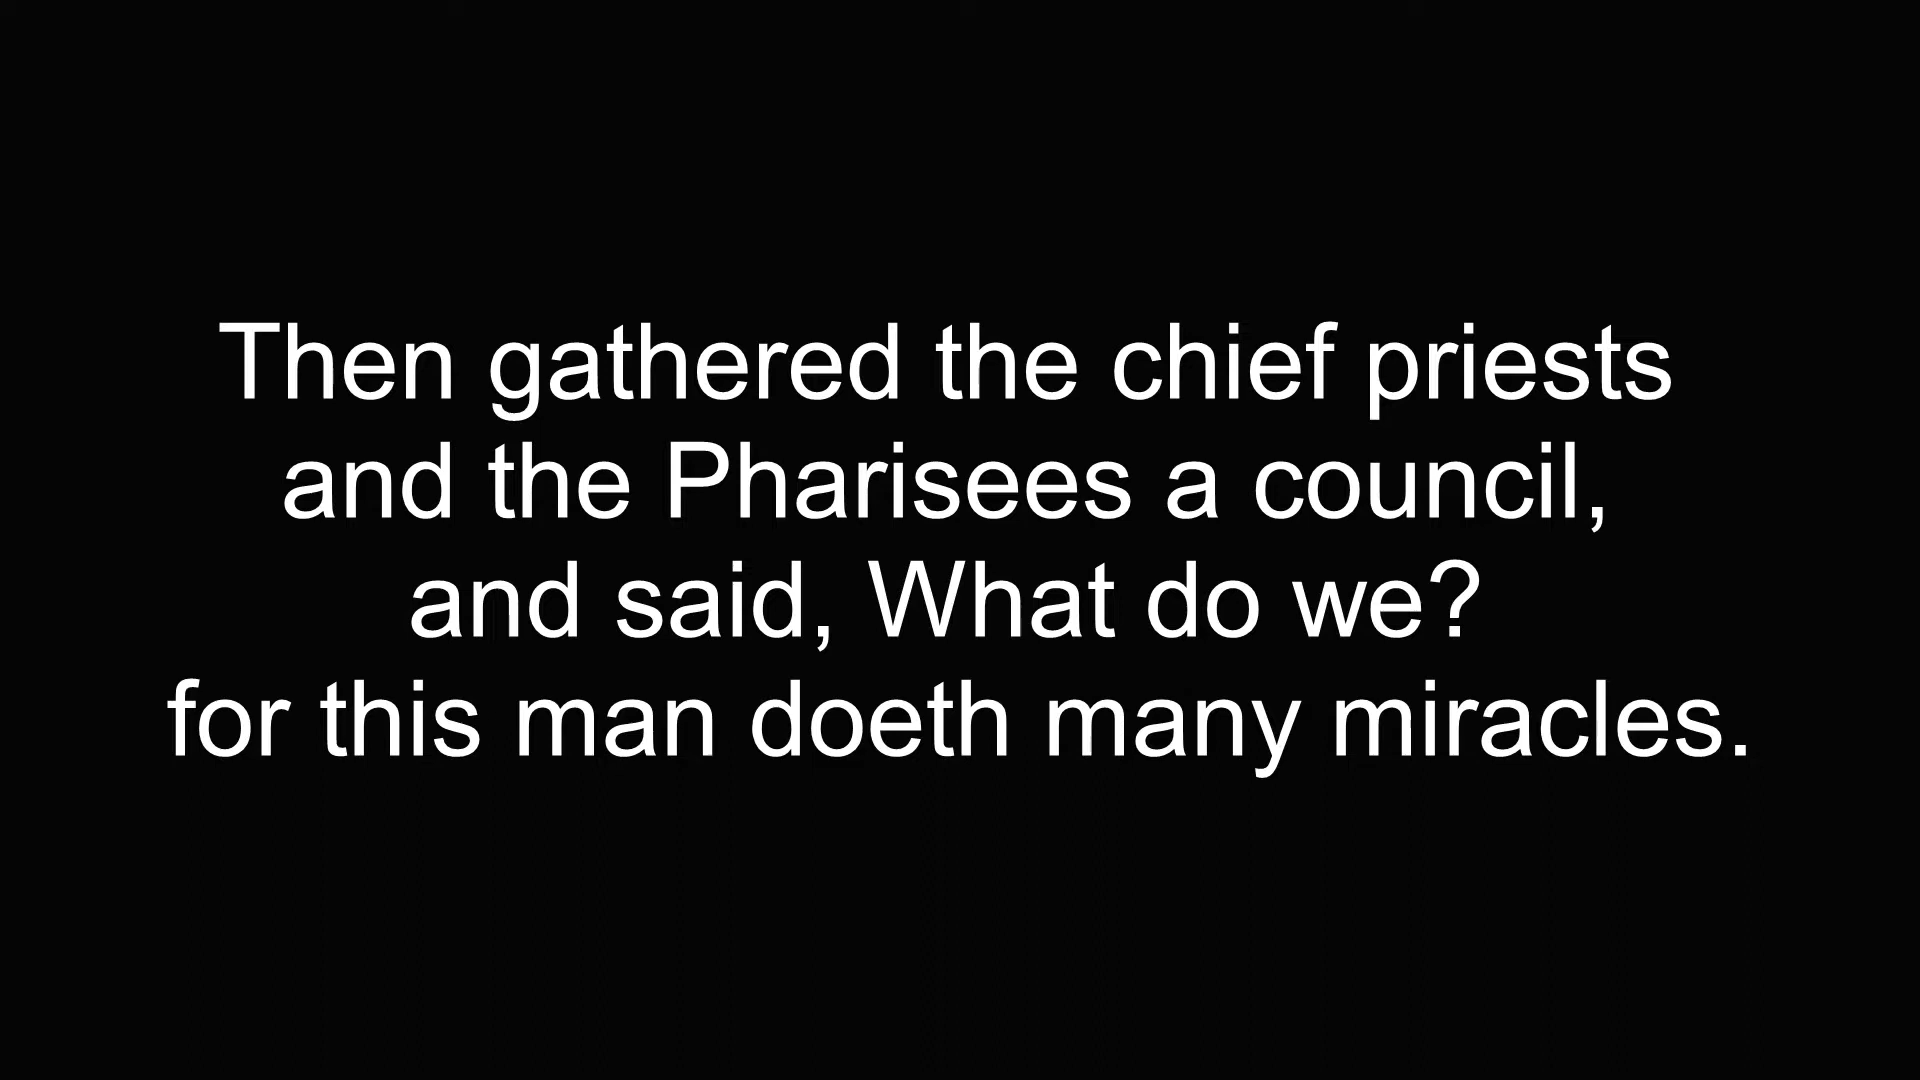 Then gathered the chief priests
and the Pharisees a council,
and said, What do we?
for this man doeth many miracles.